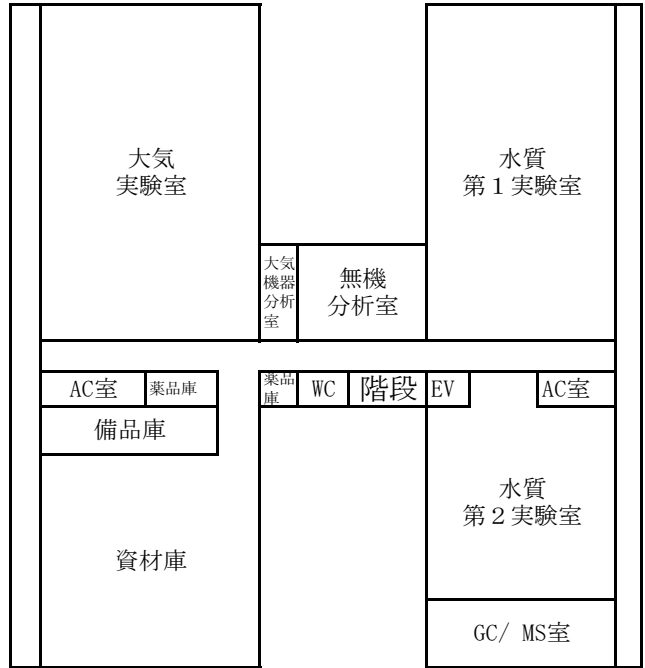 大気
実験室
水質
第１実験室
大気
機器
分析
室
無機
分析室
AC室
薬品庫
薬品
庫
WC
階段
EV
AC室
備品庫
水質
第２実験室
資材庫
GC/ MS室